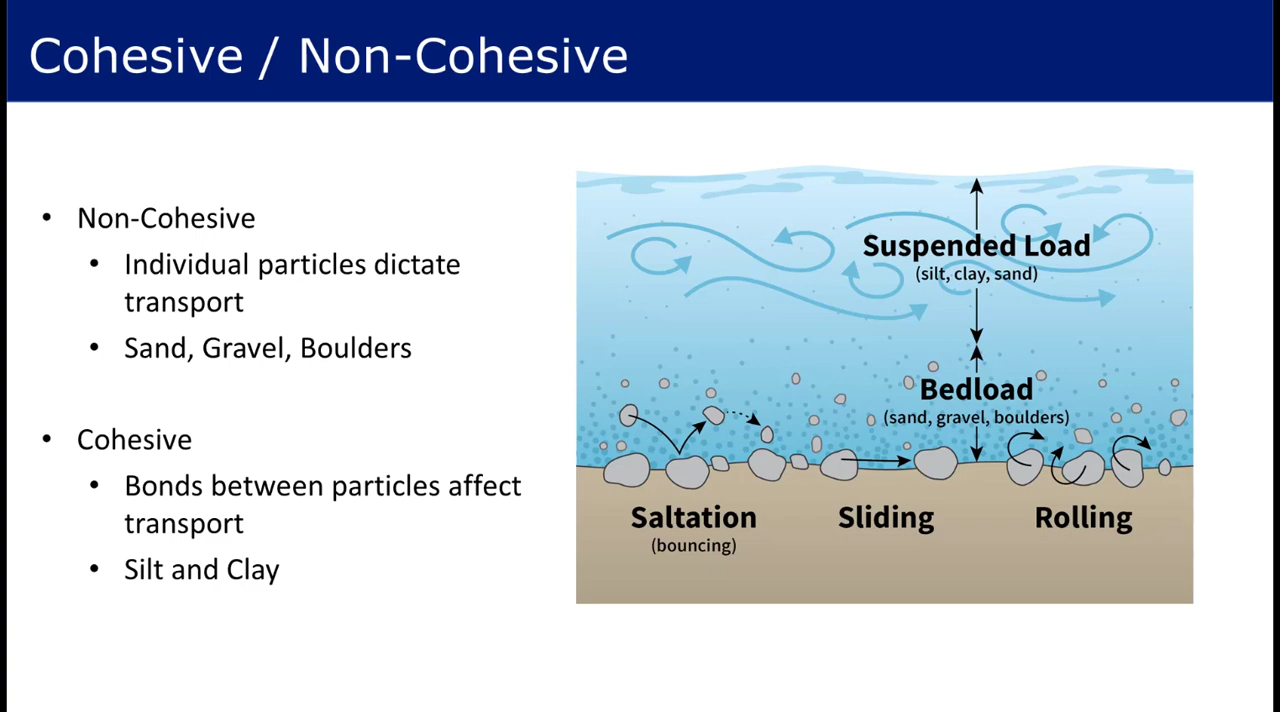 Cohesive / Non-Cohesive
• Non-Cohesive
• Individual particles dictate
transport
• Sand, Gravel, Boulders
• Cohesive
• Bonds between particles affect
transport
• Silt and Clay
Suspended Load
(silt, clay, sand)
Bedload
(sand, gravel, boulders)
Saltation
(bouncing)
Sliding
Rolling